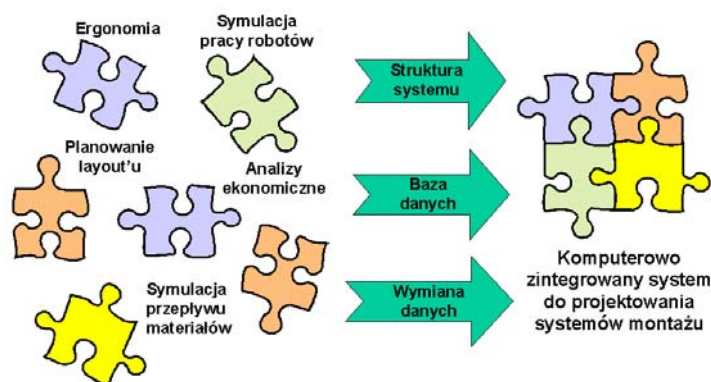 Ergonomia
Symulacja
pracy robotów
Planowanie
layout'u
Analizy
ekonomiczne
Symulacja
przepływu
materiałów
Struktura
systemu
Baza
danych
Wymiana
danych
Komputerowo
zintegrowany system
do projektowania
systemów montażu